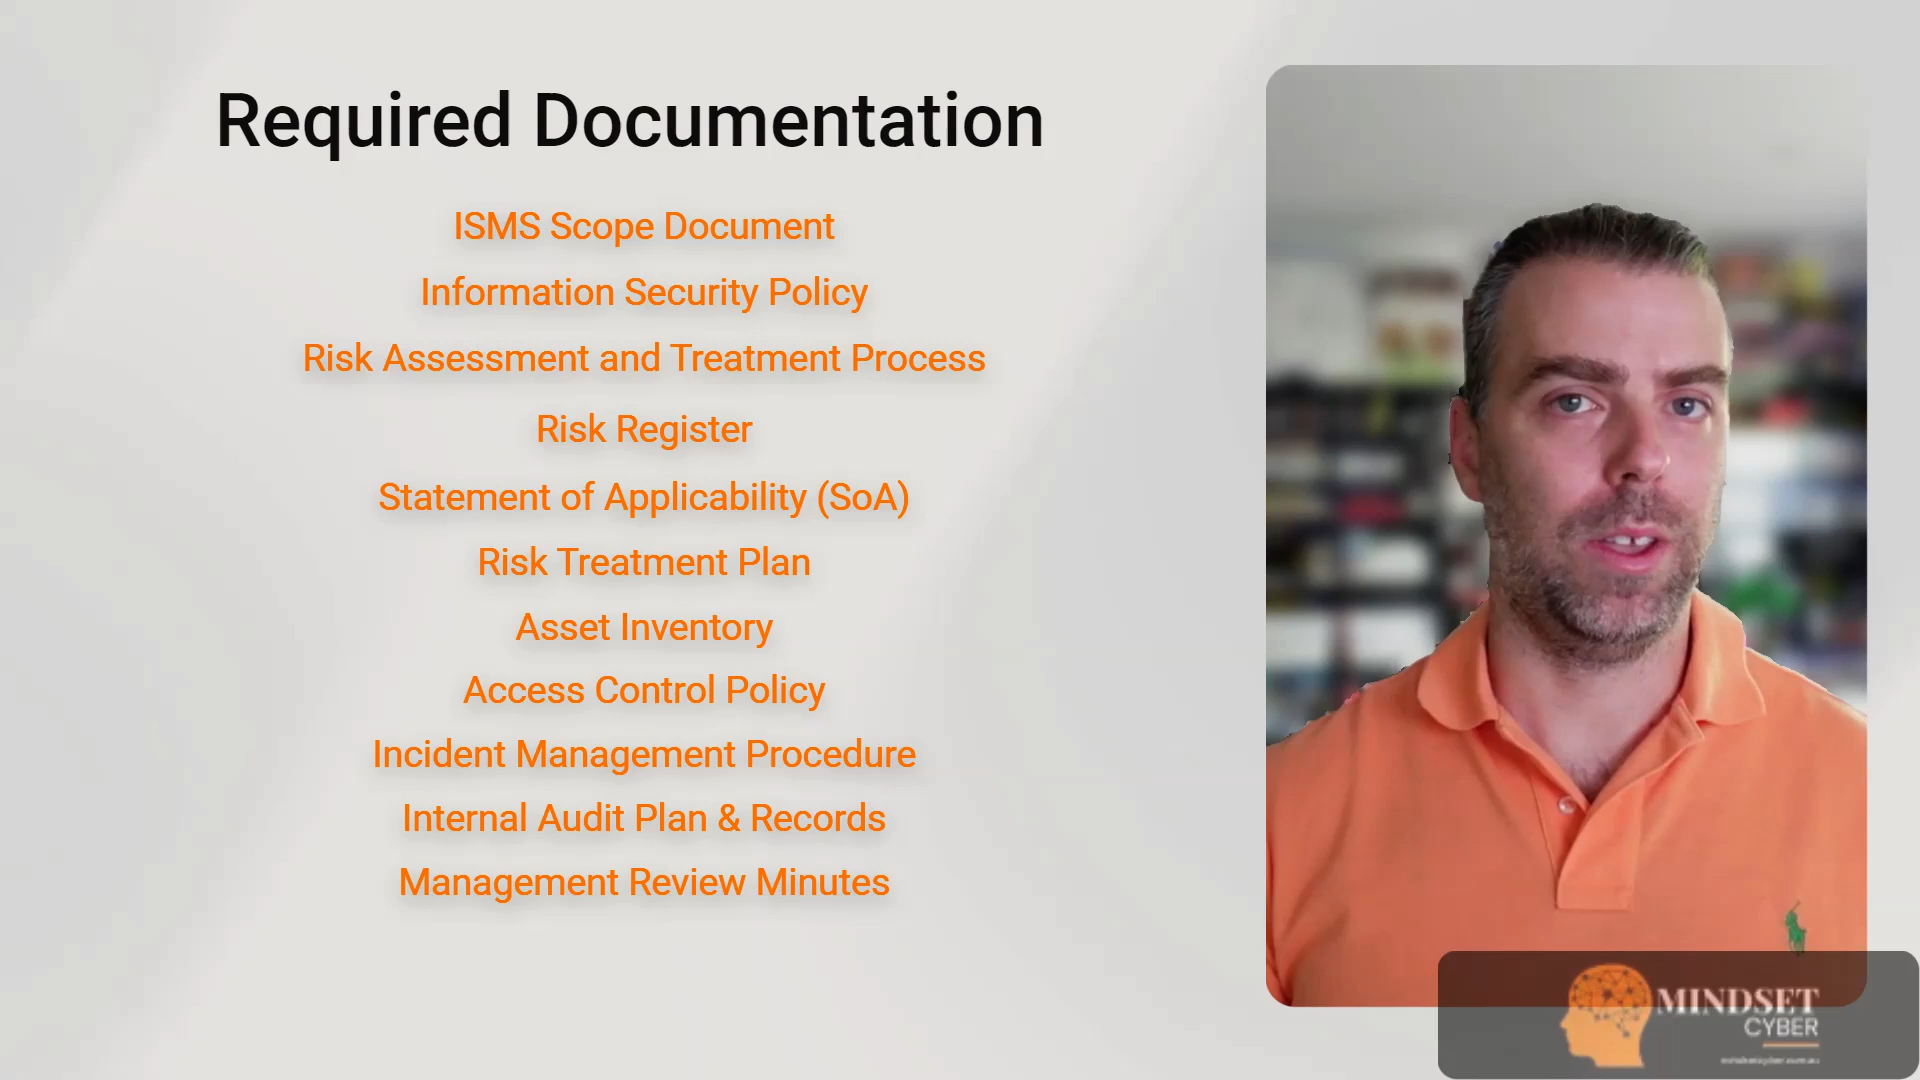 Required Documentation
ISMS Scope Document
Information Security Policy
Risk Assessment and Treatment Process
Risk Register
Statement of Applicability (SoA)
Risk Treatment Plan
Asset Inventory
Access Control Policy
Incident Management Procedure
Internal Audit Plan & Records
Management Review Minutes
MINDSET
CYBER